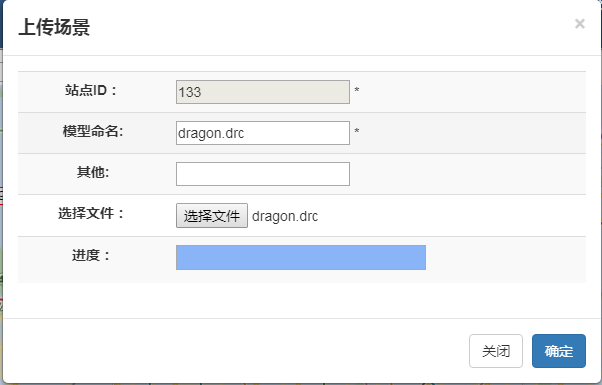 上传场景 ×
站点ID： 133 *
模型命名: dragon.drc *
其他:
选择文件： 选择文件 dragon.drc
进度：
关闭 确定